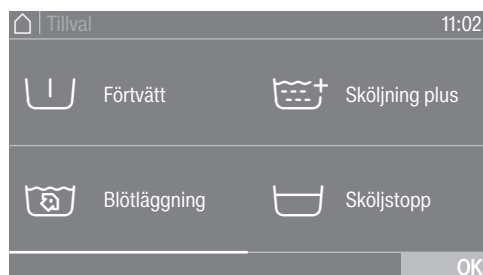 Tillval 11:02
Förtvätt Sköljning plus
Blötläggning Sköljstopp
OK